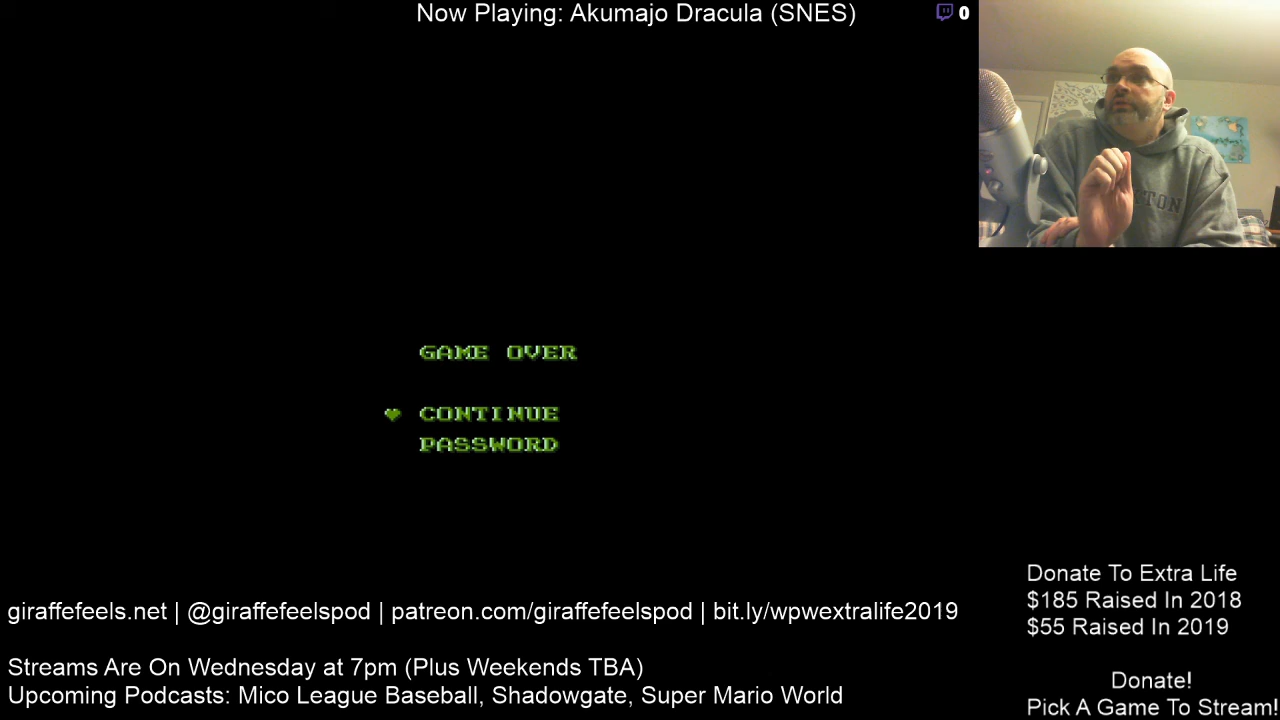 Now Playing: Akumajo Dracula (SNES)
0
GAME OVER
CONTINUE
PASSWORD
giraffefeels.net | @giraffefeelspod | patreon.com/giraffefeelspod | bit.ly/wpwextralife2019
Streams Are On Wednesday at 7pm (Plus Weekends TBA)
Upcoming Podcasts: Mico League Baseball, Shadowgate, Super Mario World
Donate To Extra Life
$185 Raised In 2018
$55 Raised In 2019
Donate!
Pick A Game To Stream!